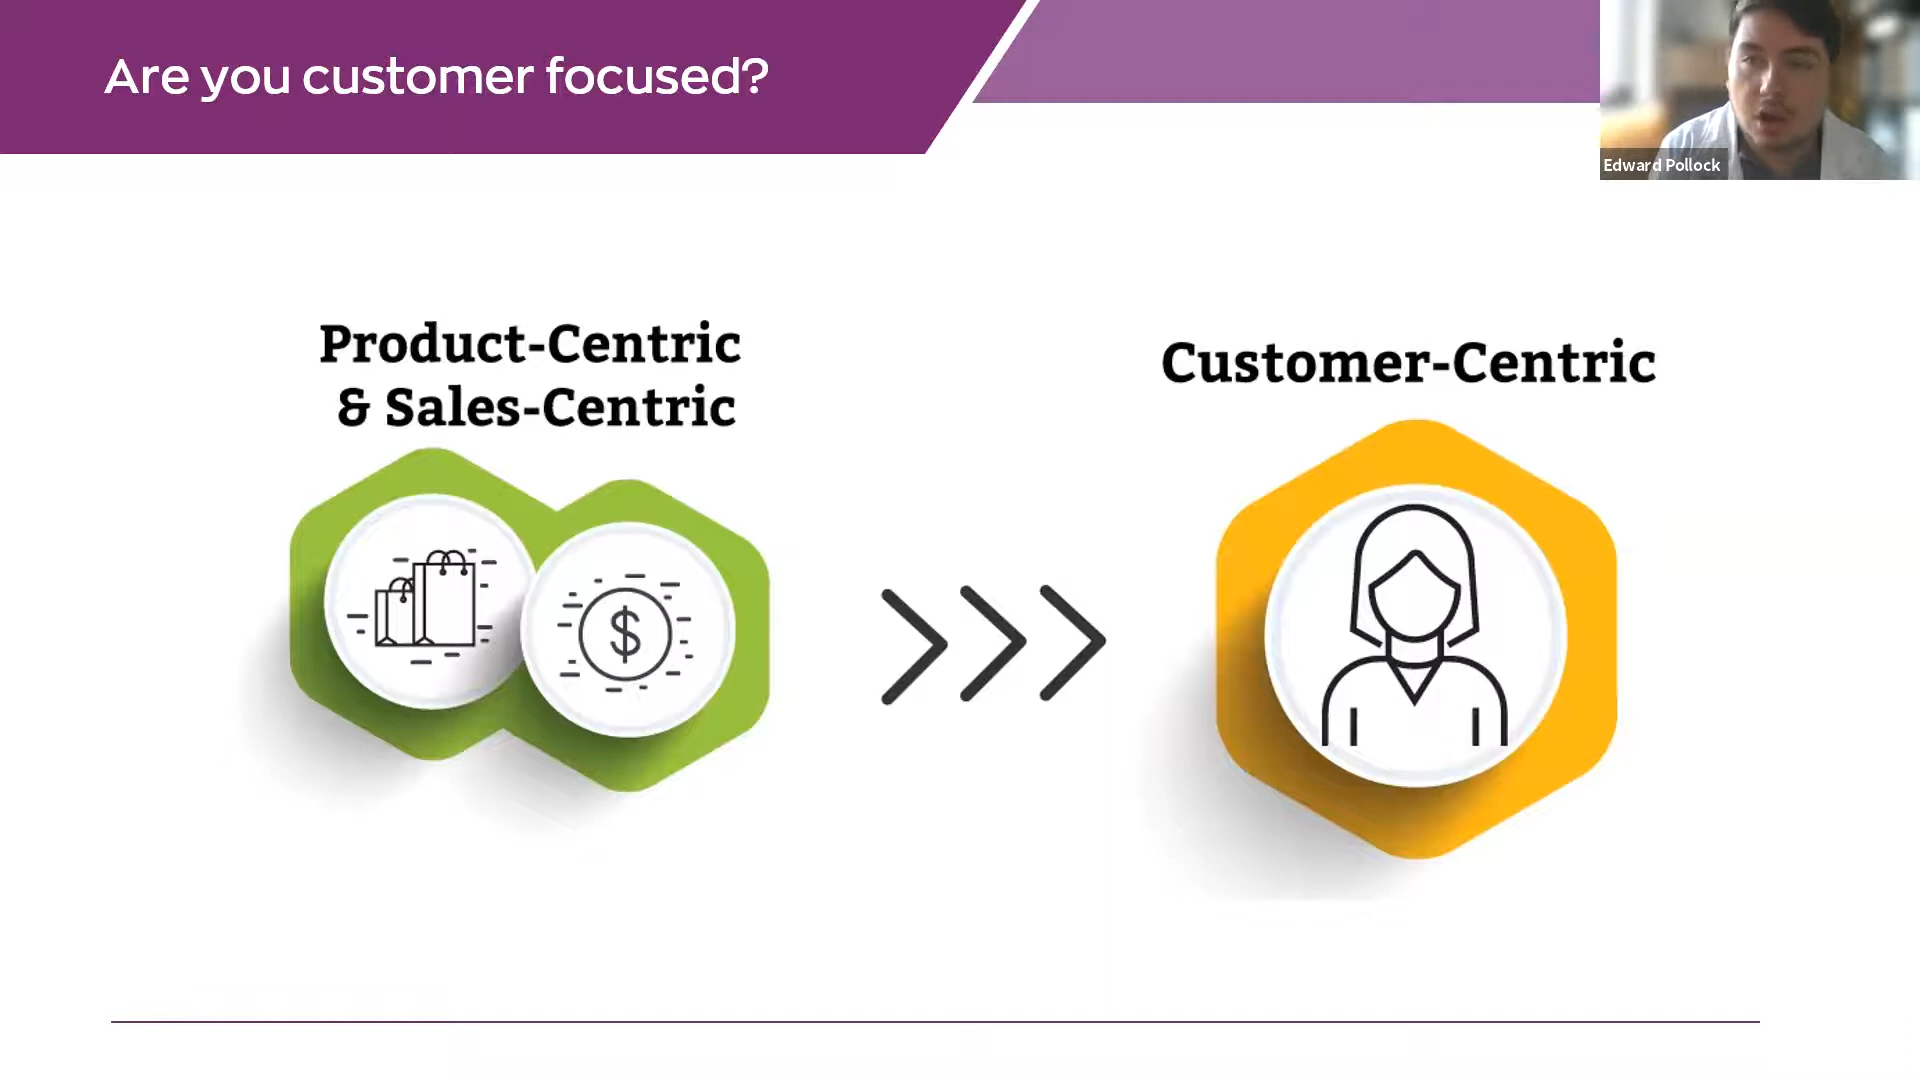 Are you customer focused?
Edward Pollock
Product-Centric
& Sales-Centric
Customer-Centric
$